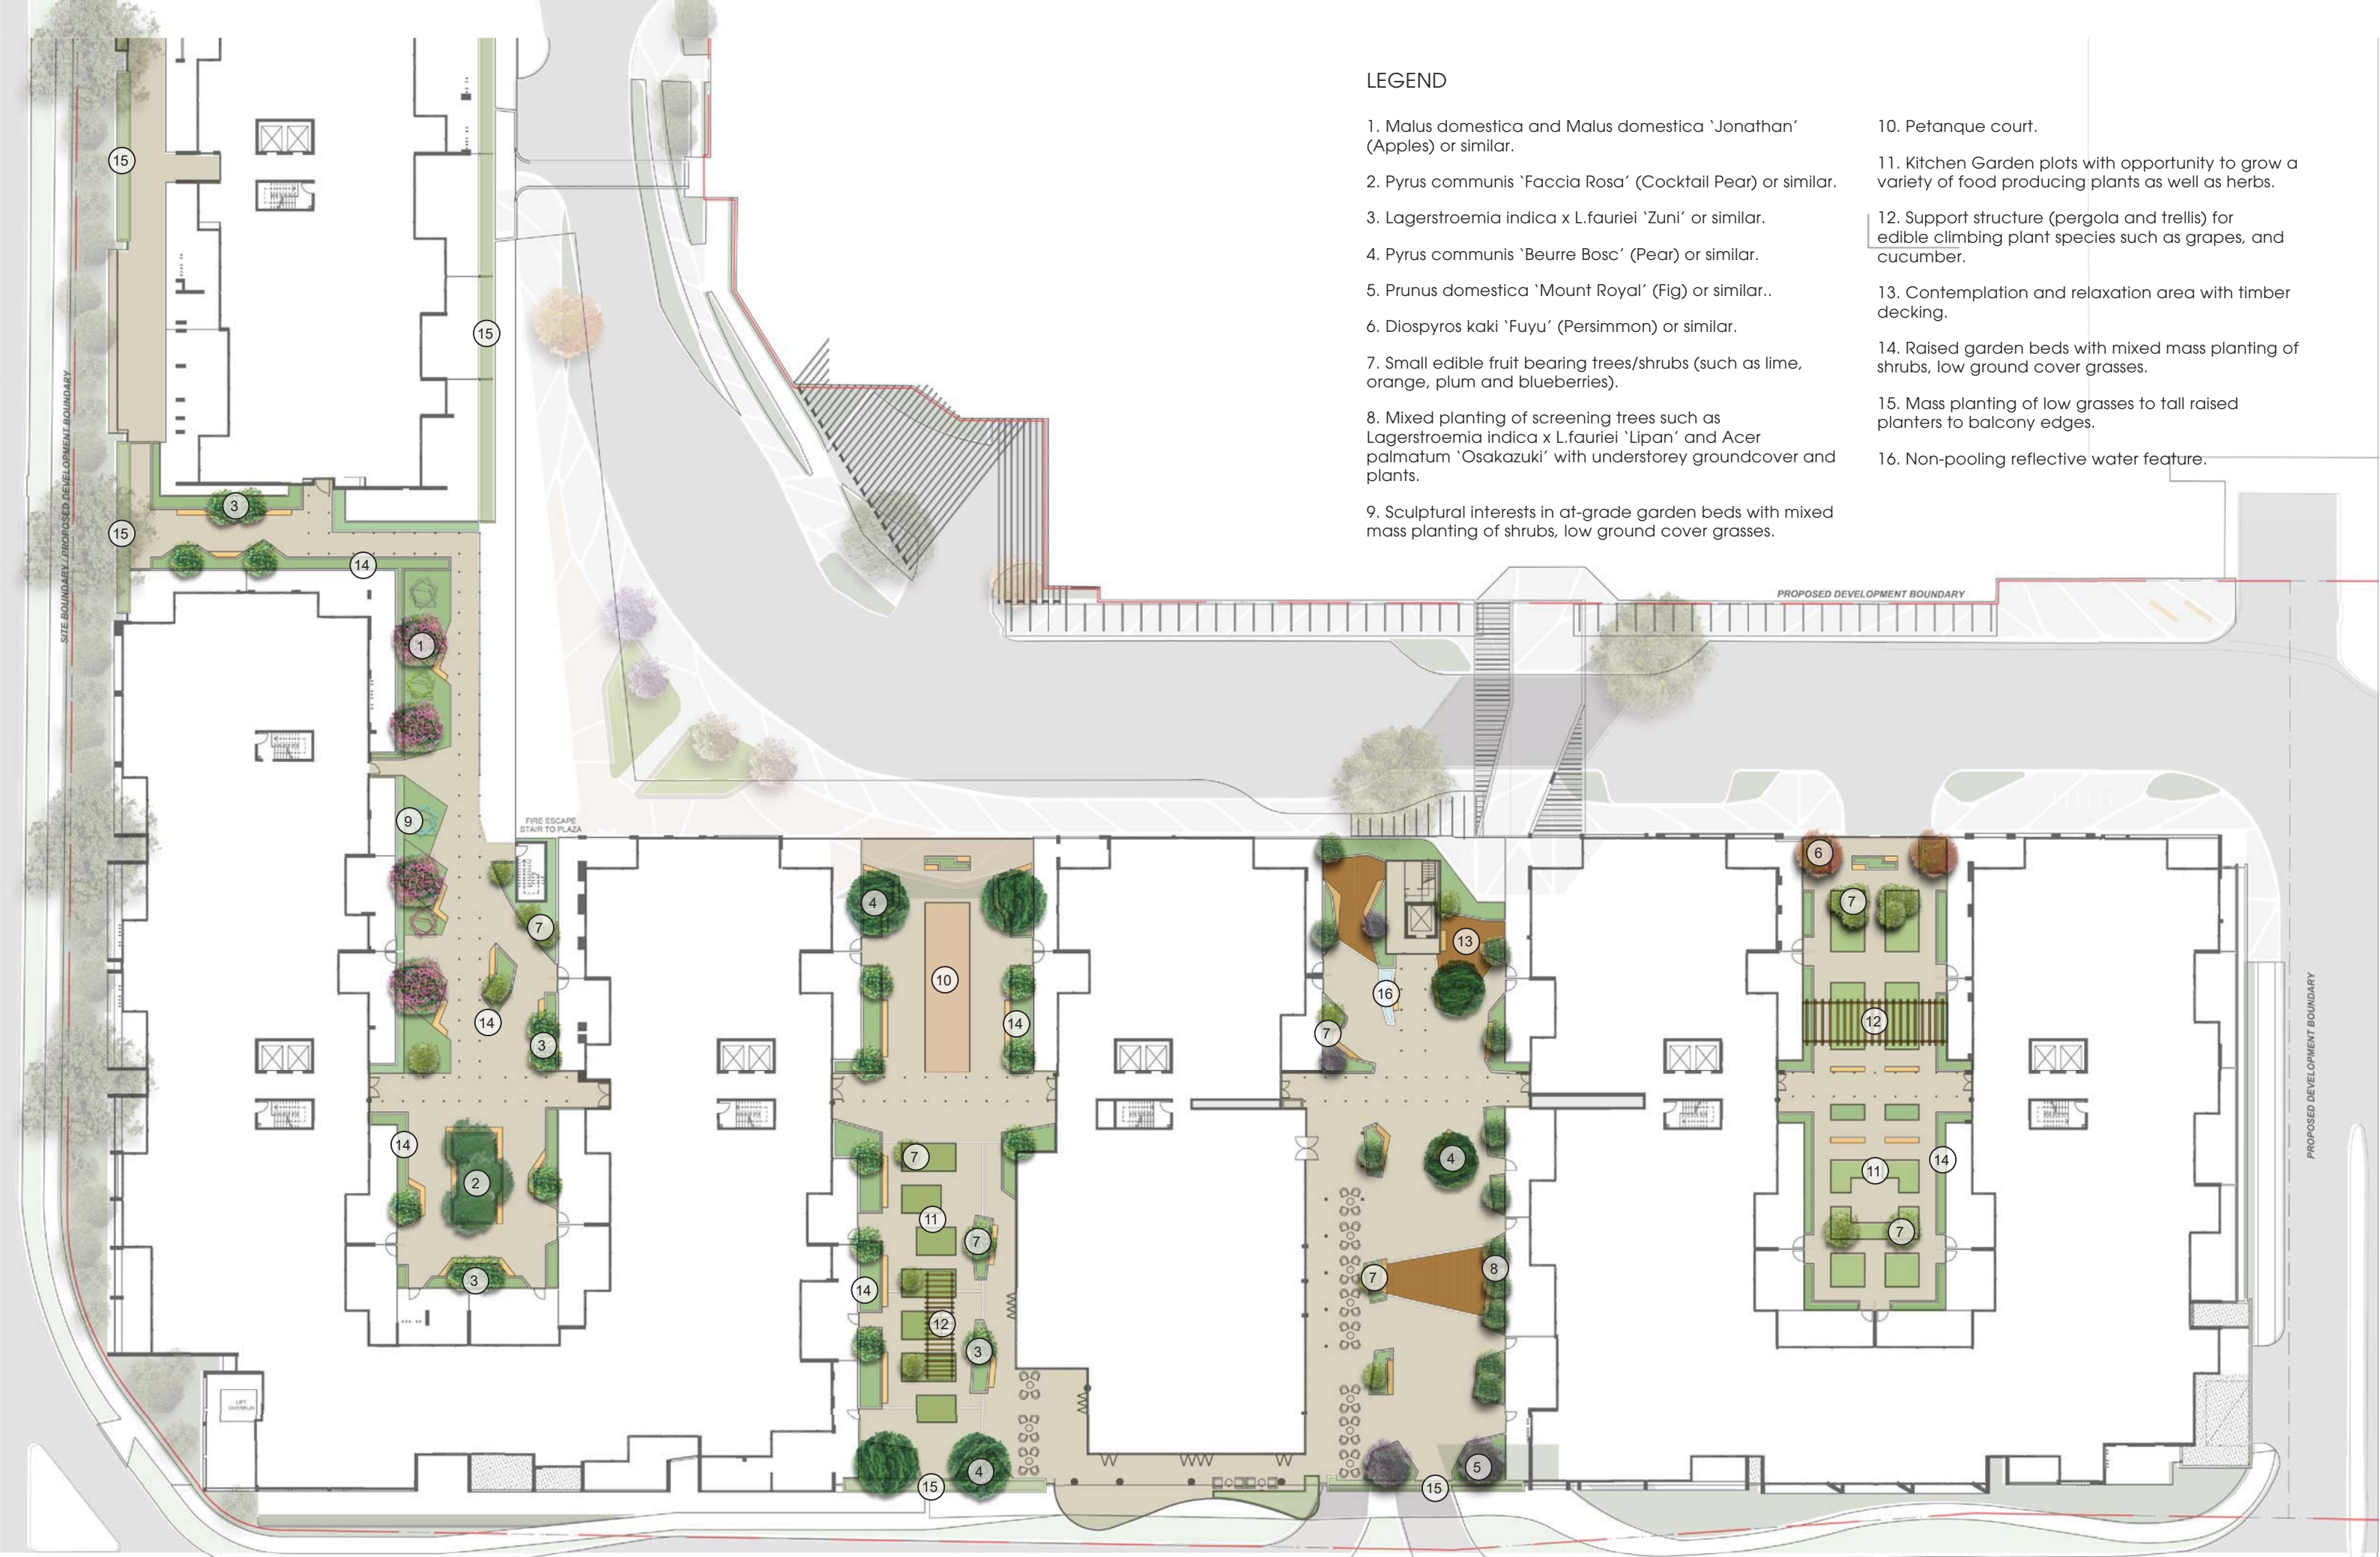 LEGEND
1. Malus domestica and Malus domestica ‘Jonathan’
(Apples) or similar.
2. Pyrus communis ‘Faccia Rosa’ (Cocktail Pear) or similar.
3. Lagerstroemia indica x L.fauriei ‘Zuni’ or similar.
4. Pyrus communis ‘Beurre Bosc’ (Pear) or similar.
5. Prunus domestica ‘Mount Royal’ (Fig) or similar..
6. Diospyros kaki ‘Fuyu’ (Persimmon) or similar.
7. Small edible fruit bearing trees/shrubs (such as lime,
orange, plum and blueberries).
8. Mixed planting of screening trees such as
Lagerstroemia indica x L.fauriei ‘Lipan’ and Acer
palmatum ‘Osakazuki’ with understorey groundcover and
plants.
9. Sculptural interests in at-grade garden beds with mixed
mass planting of shrubs, low ground cover grasses.
10. Petanque court.
11. Kitchen Garden plots with opportunity to grow a
variety of food producing plants as well as herbs.
12. Support structure (pergola and trellis) for
edible climbing plant species such as grapes, and
cucumber.
13. Contemplation and relaxation area with timber
decking.
14. Raised garden beds with mixed mass planting of
shrubs, low ground cover grasses.
15. Mass planting of low grasses to tall raised
planters to balcony edges.
16. Non-pooling reflective water feature.
15
15
3
15
14
SITE BOUNDARY / PROPOSED DEVELOPMENT BOUNDARY
PROPOSED DEVELOPMENT BOUNDARY
1
9
FIRE ESCAPE
STAIR TO PLAZA
6
4
7
7
13
10
16
14
14
12
7
3
PROPOSED DEVELOPMENT BOUNDARY
14
7
4
14
11
2
11
7
7
8
3
7
14
12
3
LIFT
OVERRUN
4
5
15
15